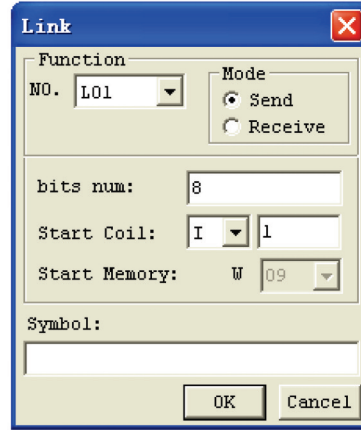 Link
Function
NO. L01
Mode
Send
Receive
bits num: 8
Start Coil: I 1
Start Memory: W 09
Symbol:
OK Cancel